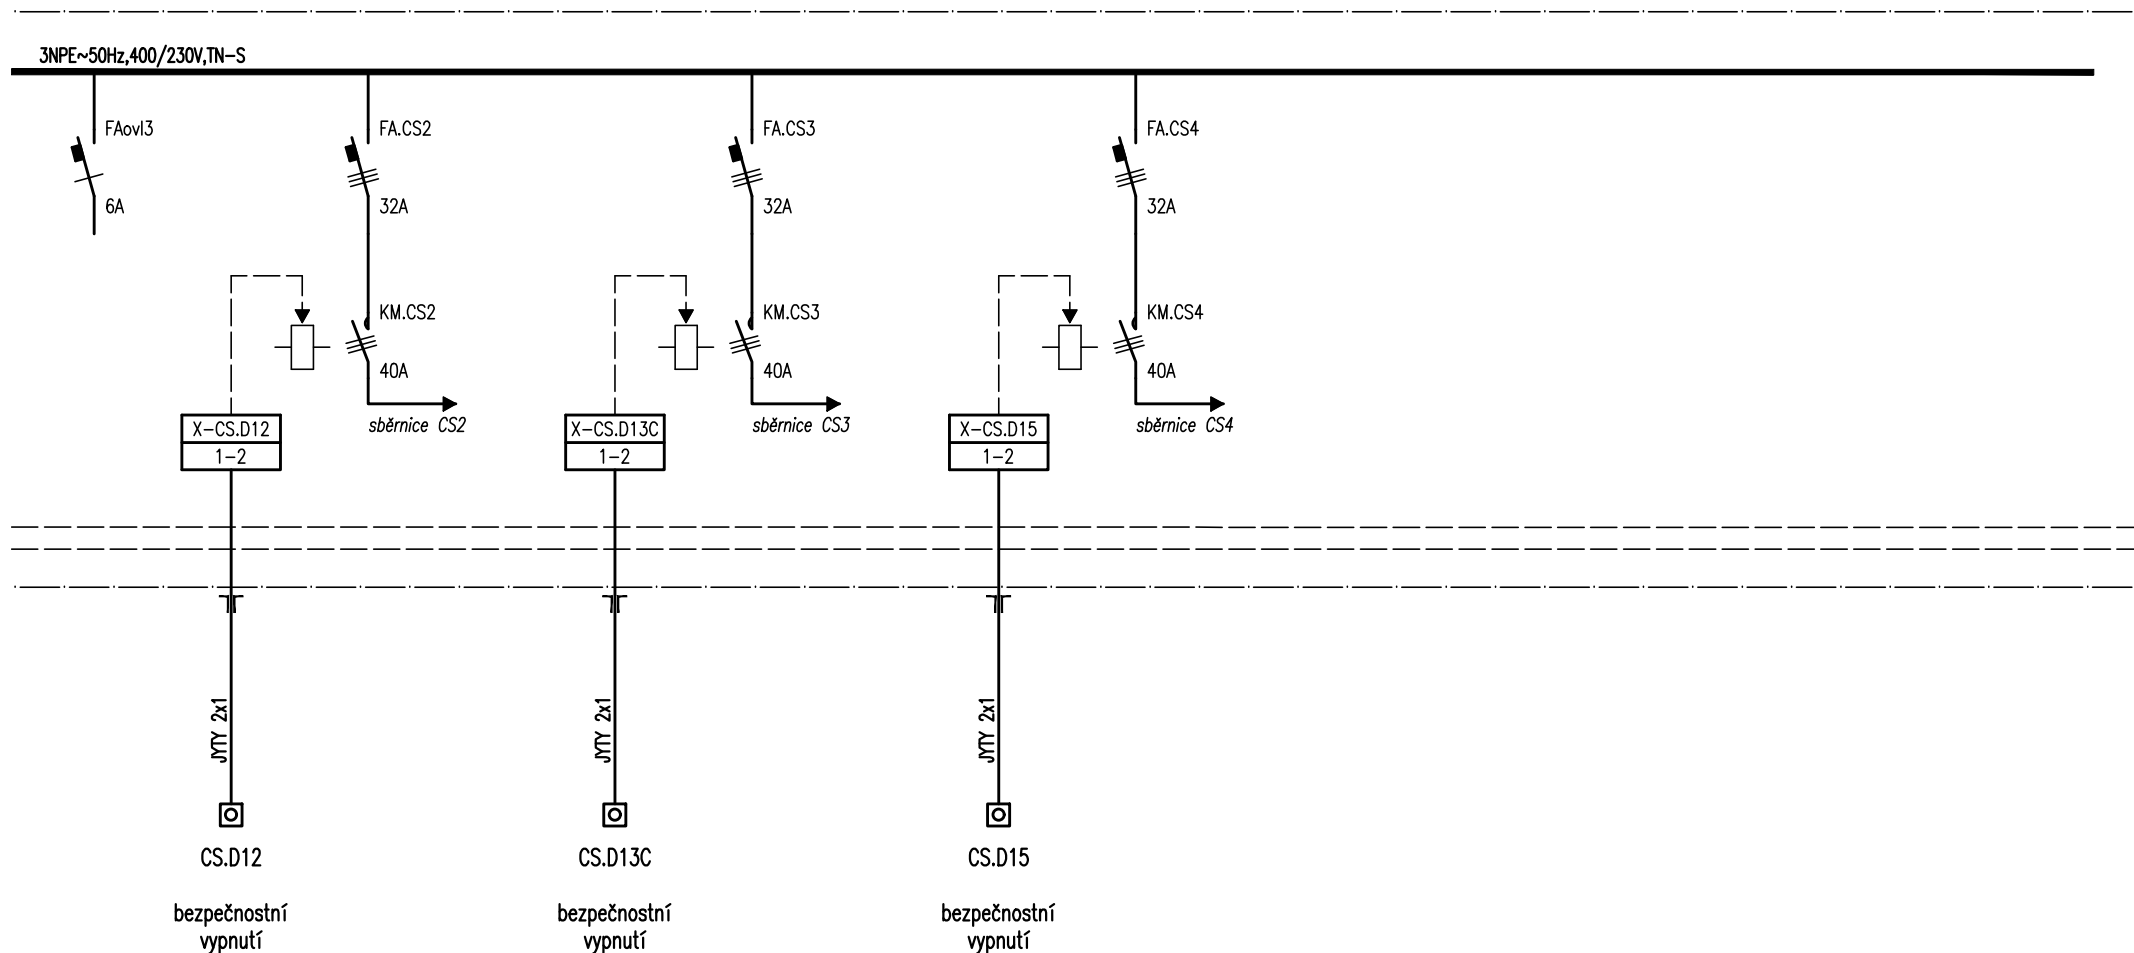 3NPE~50Hz,400/230V,TN-S
FAovl3
FA.CS2
FA.CS3
FA.CS4
6A
32A
32A
32A
KM.CS2
KM.CS3
KM.CS4
40A
40A
40A
sběrnice CS2
sběrnice CS3
sběrnice CS4
X-CS.D12
X-CS.D13C
X-CS.D15
1-2
1-2
1-2
JYTY 2x1
JYTY 2x1
JYTY 2x1
CS.D12
CS.D13C
CS.D15
bezpečnostní
vypnutí
bezpečnostní
vypnutí
bezpečnostní
vypnutí